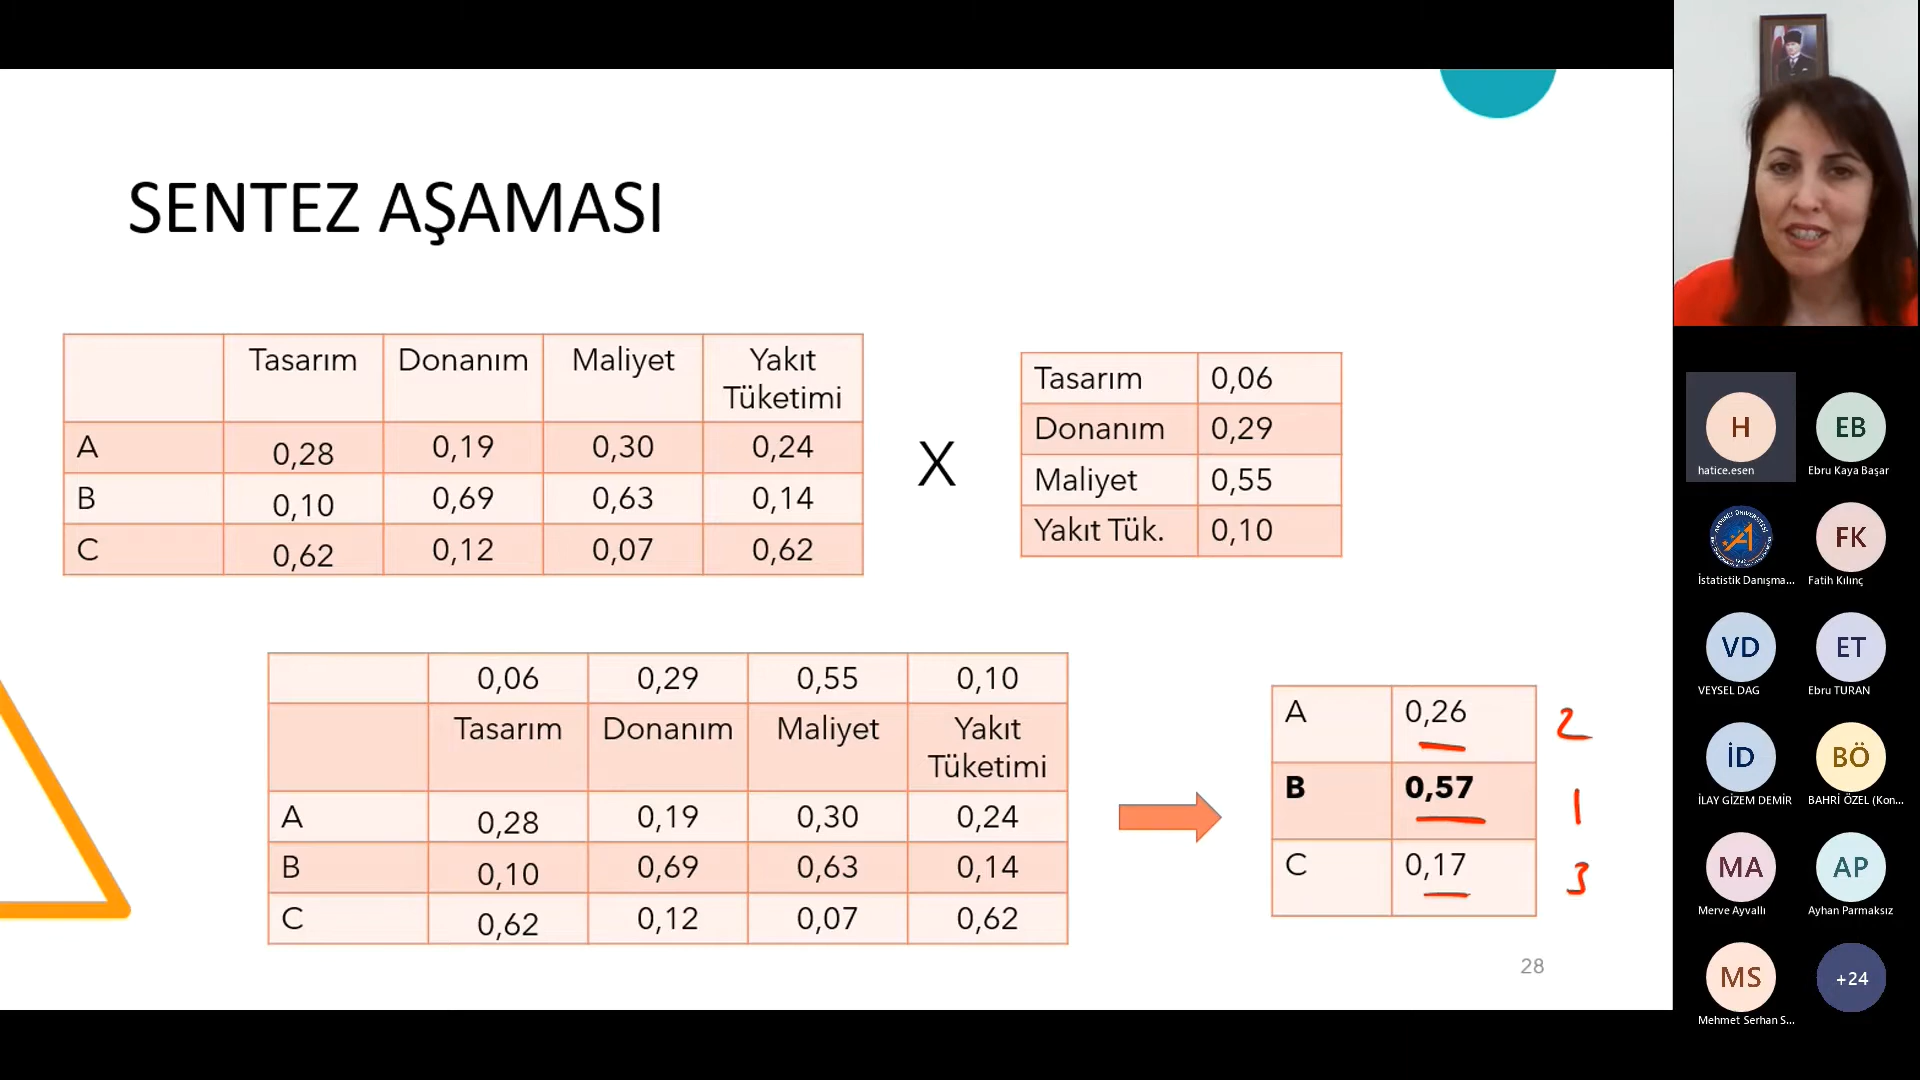 SENTEZ AŞAMASI
Tasarım Donanım Maliyet Yakıt Tüketimi
A 0,28 0,19 0,30 0,24
B 0,10 0,69 0,63 0,14
C 0,62 0,12 0,07 0,62
X
Tasarım 0,06
Donanım 0,29
Maliyet 0,55
Yakıt Tük. 0,10
0,06 0,29 0,55 0,10
Tasarım Donanım Maliyet Yakıt Tüketimi
A 0,28 0,19 0,30 0,24
B 0,10 0,69 0,63 0,14
C 0,62 0,12 0,07 0,62
A 0,26 2
B 0,57 1
C 0,17 3
28
H
hatice.esen
EB
Ebru Kaya Başar
İstatistik Danışma...
FK
Fatih Kılınç
VD
VEYSEL DAG
ET
Ebru TURAN
İD
İLAY GİZEM DEMİR
BÖ
BAHRİ ÖZEL (Kon...
MA
Merve Ayvallı
AP
Ayhan Parmaksız
MS
Mehmet Serhan S...
+24